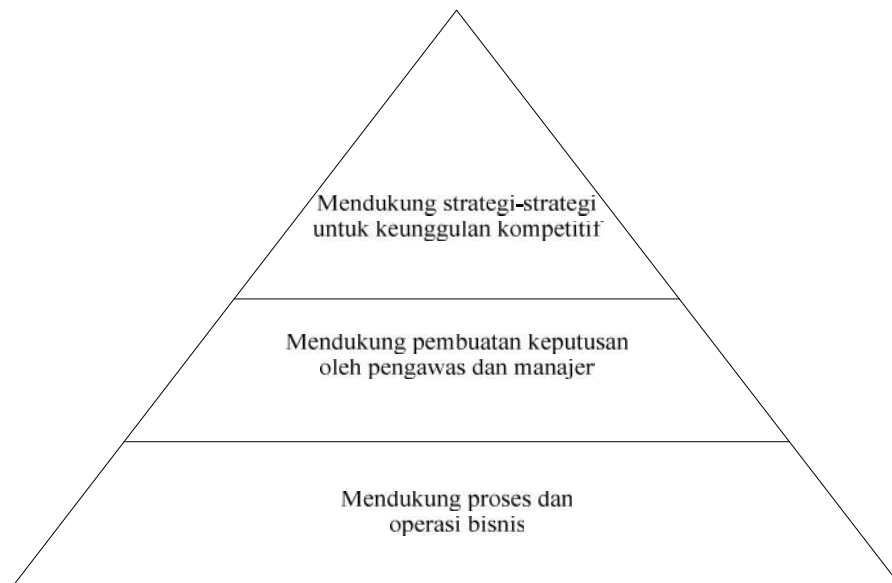 Mendukung strategi-strategi
untuk keunggulan kompetitif
Mendukung pembuatan keputusan
oleh pengawas dan manajer
Mendukung proses dan
operasi bisnis